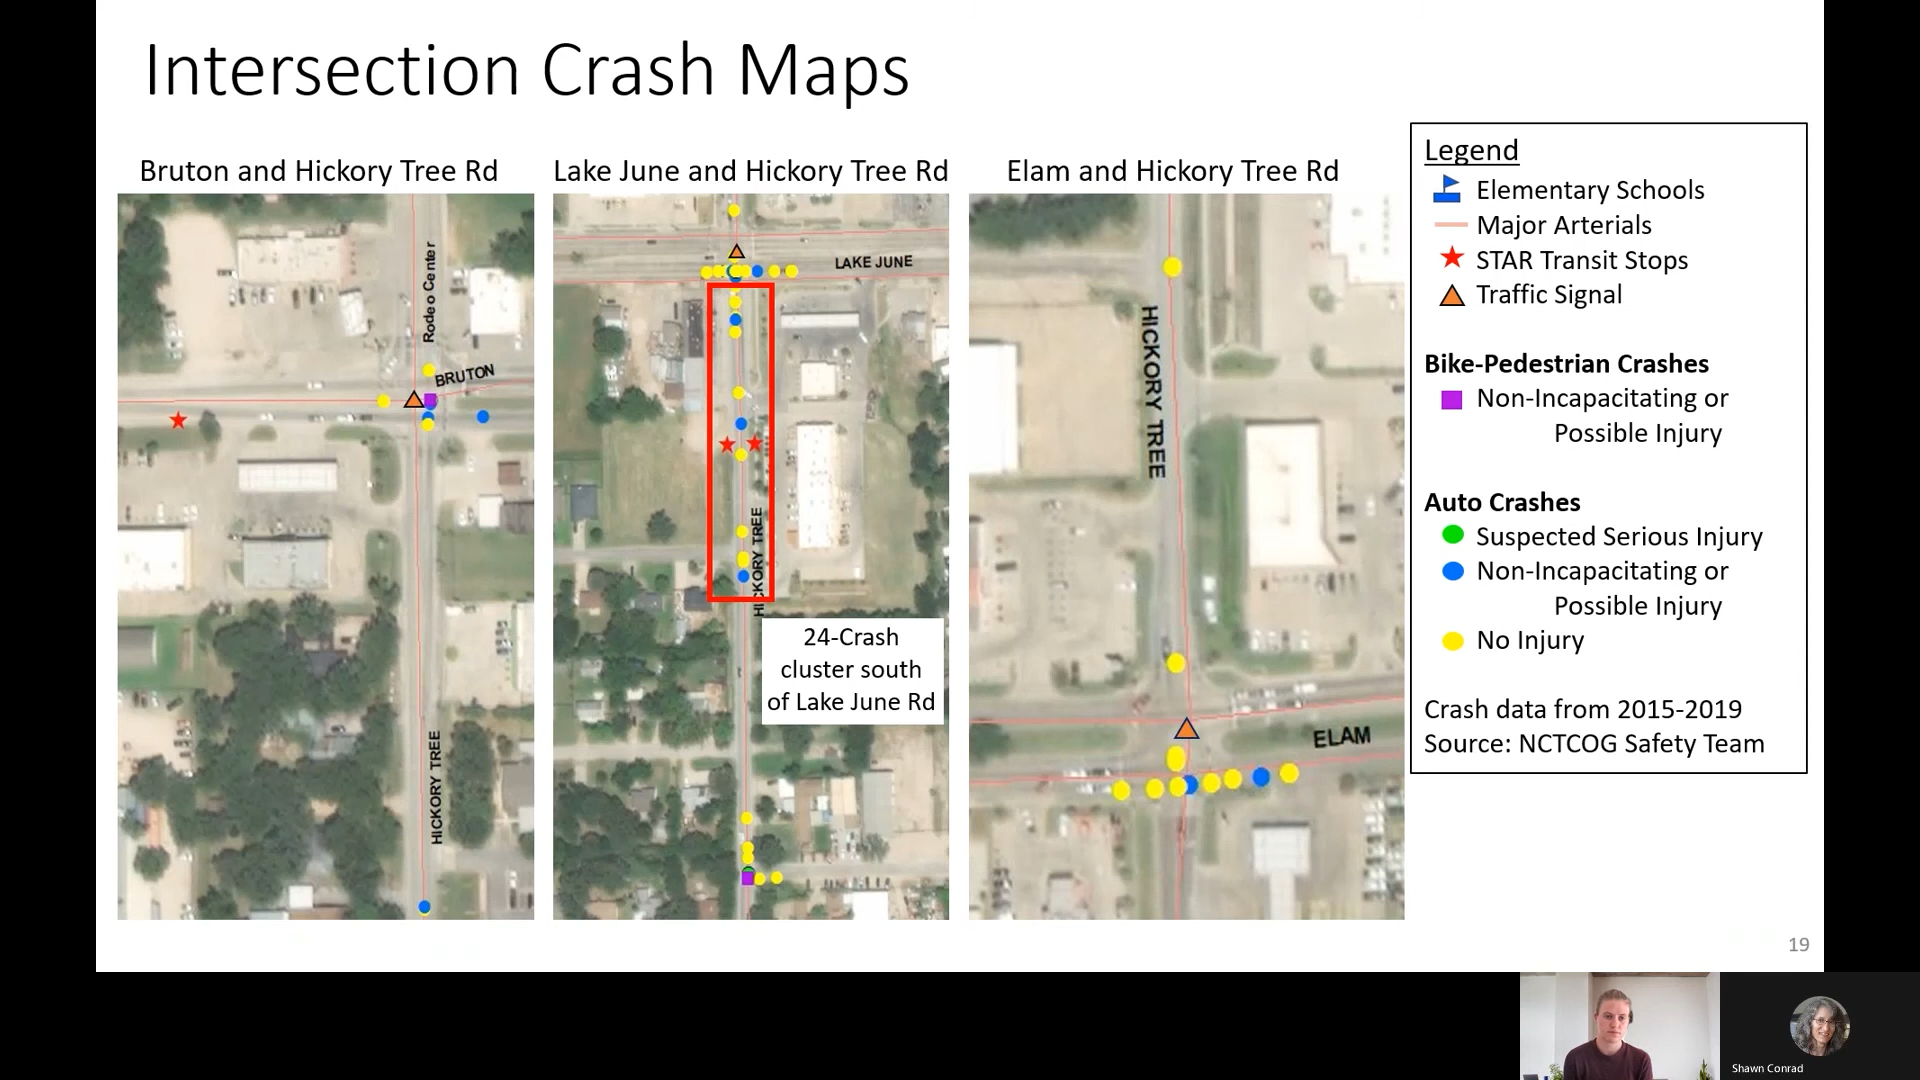 Intersection Crash Maps
Bruton and Hickory Tree Rd
Rodeo Center
BRUTON
HICKORY TREE
Lake June and Hickory Tree Rd
LAKE JUNE
HICKORY TREE
24-Crash
cluster south
of Lake June Rd
Elam and Hickory Tree Rd
HICKORY TREE
ELAM
Legend
Elementary Schools
Major Arterials
STAR Transit Stops
Traffic Signal
Bike-Pedestrian Crashes
Non-Incapacitating or
Possible Injury
Auto Crashes
Suspected Serious Injury
Non-Incapacitating or
Possible Injury
No Injury
Crash data from 2015-2019
Source: NCTCOG Safety Team
19
Shawn Conrad